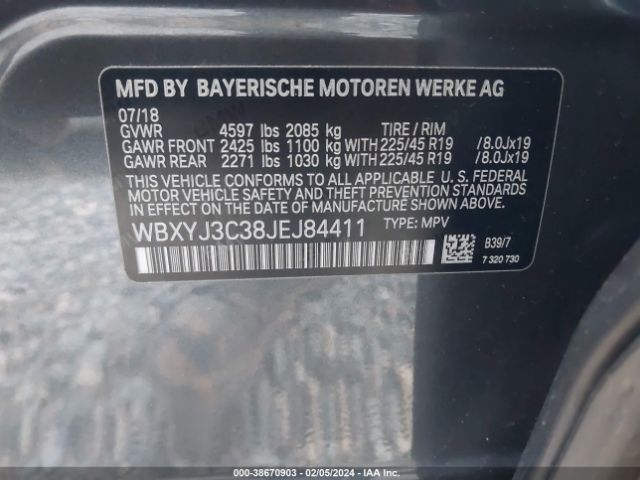 MFD BY BAYERISCHE MOTOREN WERKE AG
07/18
GVWR 4597 lbs 2085 kg TIRE / RIM
GAWR FRONT 2425 lbs 1100 kg WITH 225/45 R19 /8.0Jx19
GAWR REAR 2271 lbs 1030 kg WITH 225/45 R19 /8.0Jx19
THIS VEHICLE CONFORMS TO ALL APPLICABLE U. S. FEDERAL
MOTOR VEHICLE SAFETY AND THEFT PREVENTION STANDARDS
IN EFFECT ON THE DATE OF MANUFACTURE SHOWN ABOVE.
WBXYJ3C38JEJ84411 TYPE: MPV
B39/7
7 320 730
000-38670903 - 02/05/2024 - IAA Inc.